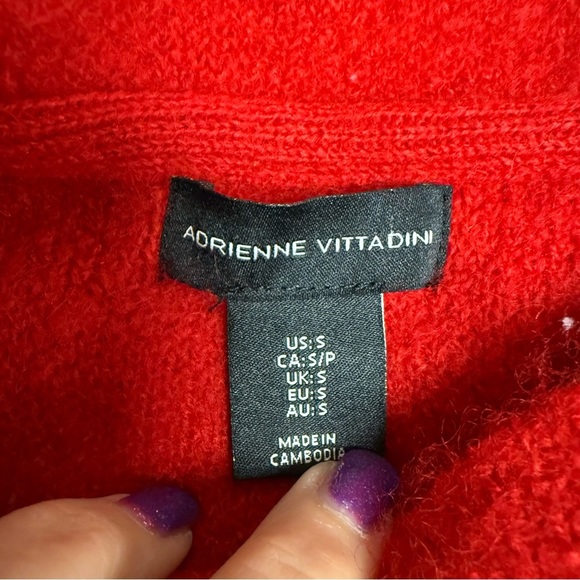 ADRIENNE VITTADINI
US:S
CA:S/P
UK:S
EU:S
AU:S
MADE IN
CAMBODIA